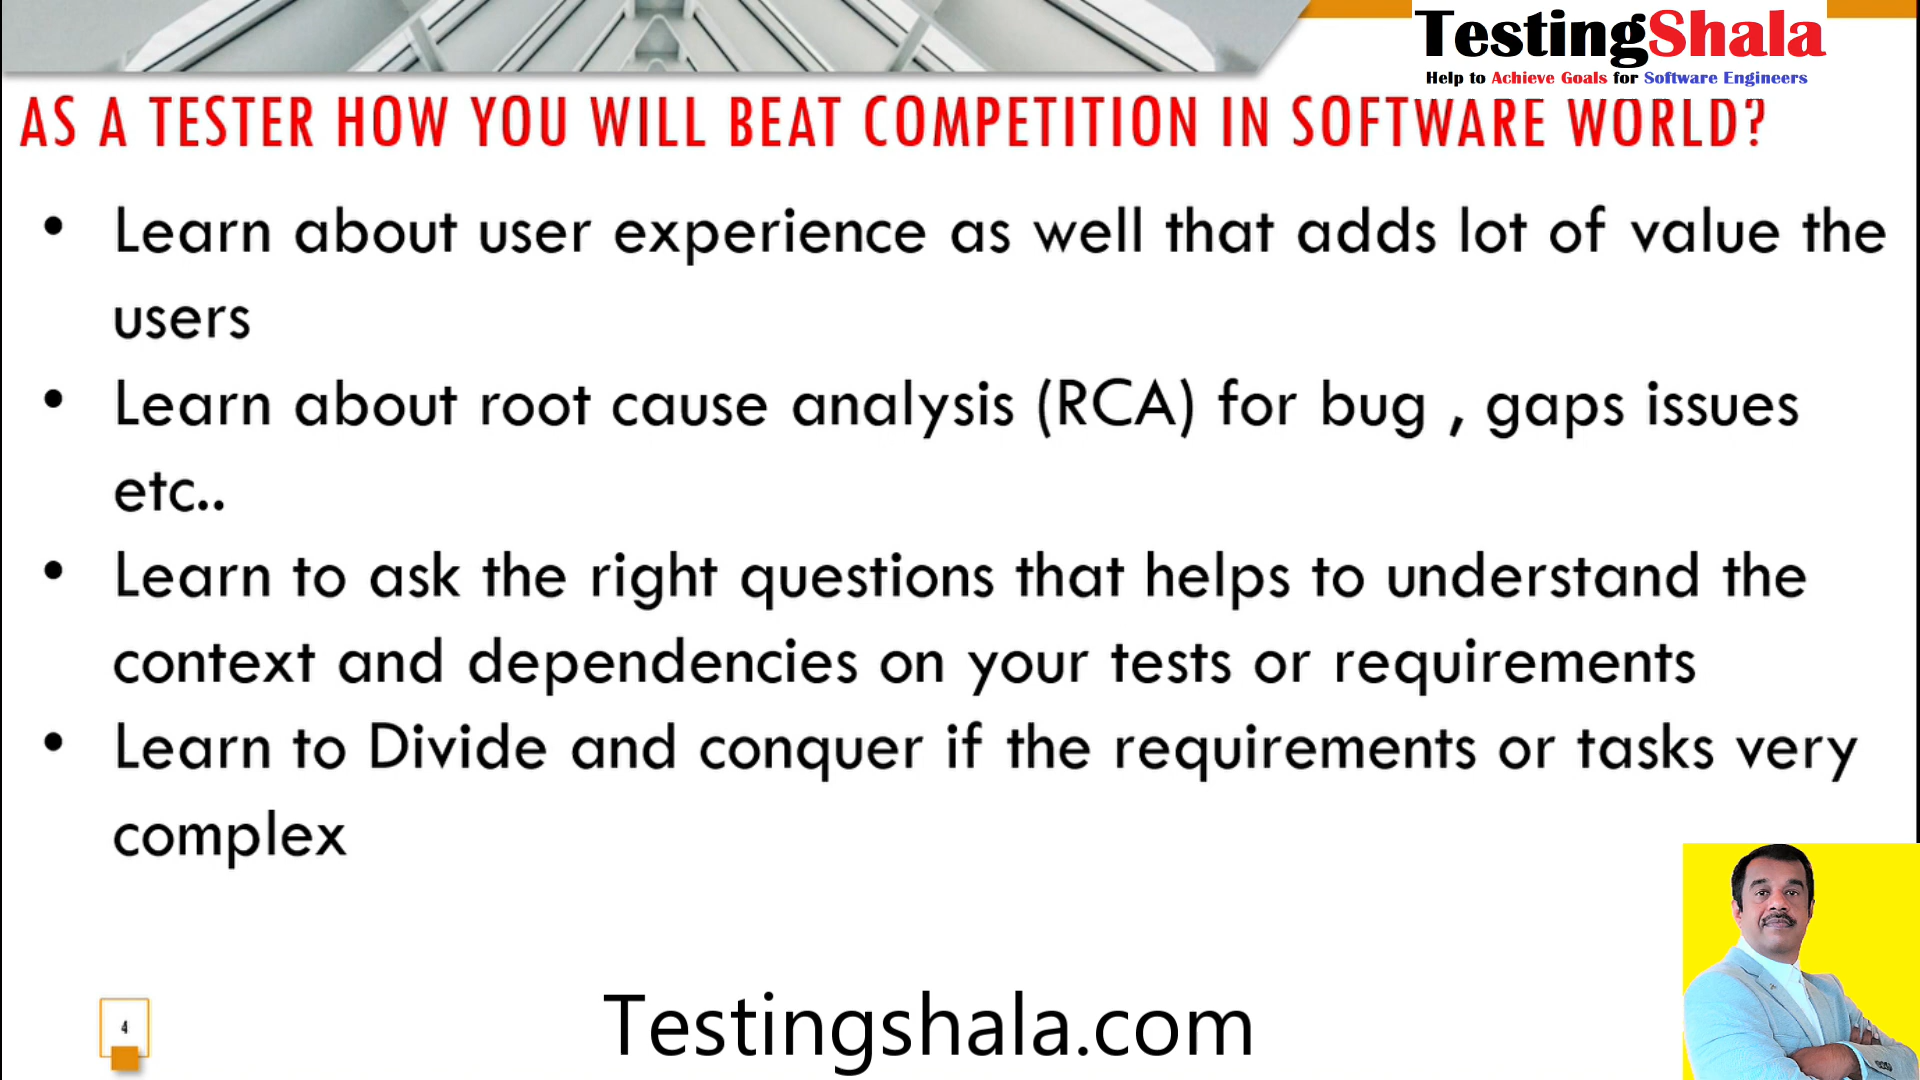 TestingShala
Help to Achieve Goals for Software Engineers
AS A TESTER HOW YOU WILL BEAT COMPETITION IN SOFTWARE WORLD?
• Learn about user experience as well that adds lot of value the
users
• Learn about root cause analysis (RCA) for bug , gaps issues
etc..
• Learn to ask the right questions that helps to understand the
context and dependencies on your tests or requirements
• Learn to Divide and conquer if the requirements or tasks very
complex
4
Testingshala.com